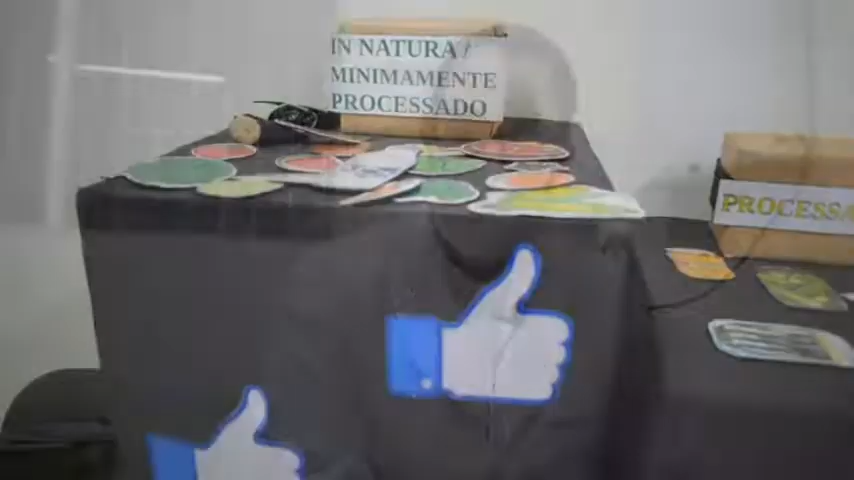 IN NATURA /
MINIMAMENTE
PROCESSADO
PROCESSA